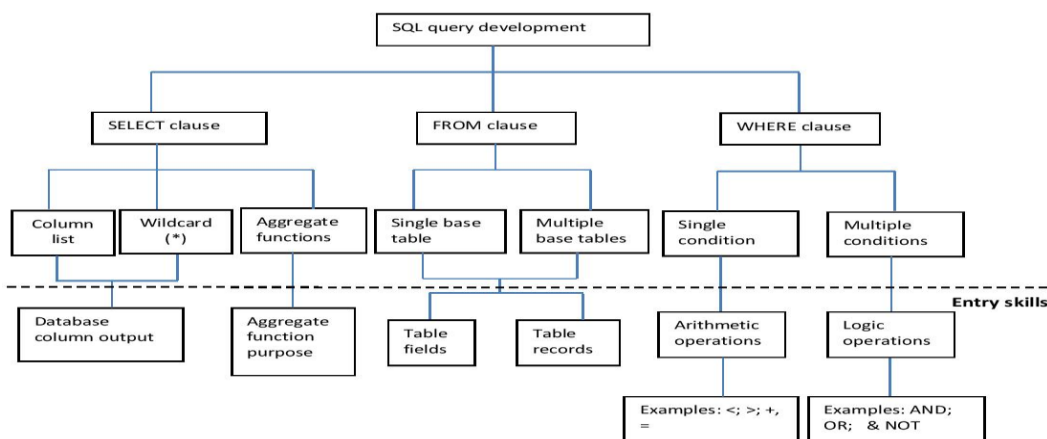 SQL query development
SELECT clause
FROM clause
WHERE clause
Column
list
Wildcard
(*)
Aggregate
functions
Single base
table
Multiple
base tables
Single
condition
Multiple
conditions
Entry skills
Database
column output
Aggregate
function
purpose
Table
fields
Table
records
Arithmetic
operations
Logic
operations
Examples: <; >; +,
=
Examples: AND;
OR; & NOT